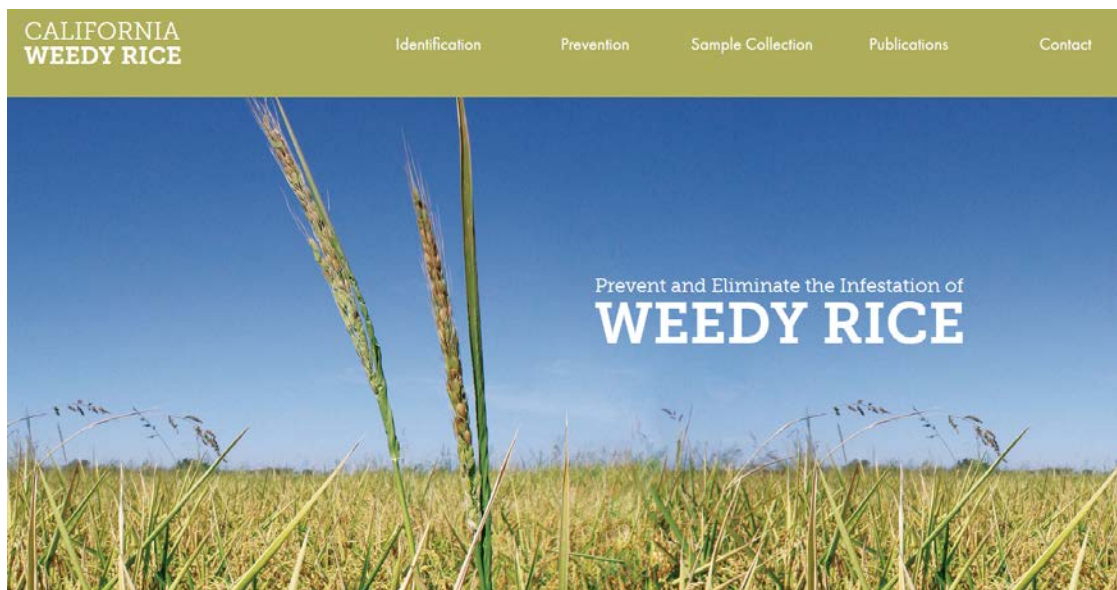 CALIFORNIA
WEEDY RICE
Identification
Prevention
Sample Collection
Publications
Contact
Prevent and Eliminate the Infestation of
WEEDY RICE